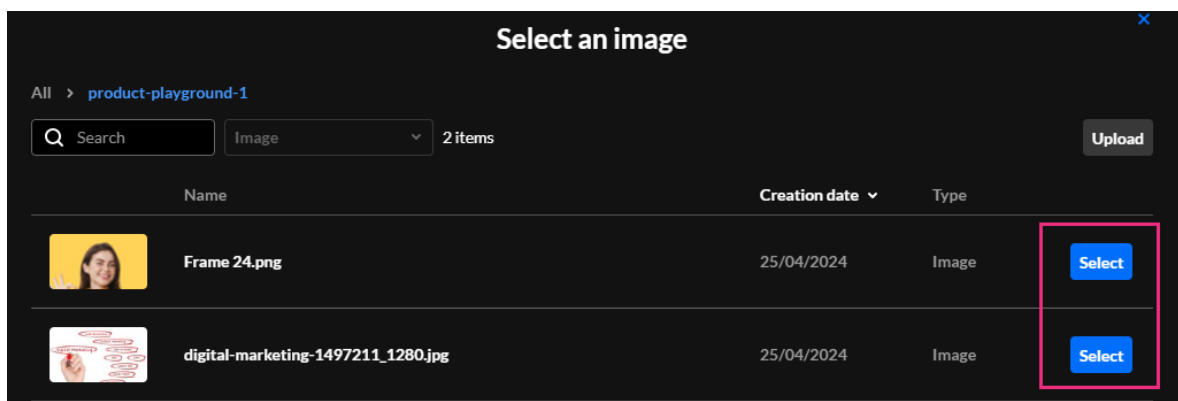 Select an image
All > product-playground-1
Search
Image
2 items
Upload
Name Creation date Type
Frame 24.png 25/04/2024 Image Select
digital-marketing-1497211_1280.jpg 25/04/2024 Image Select